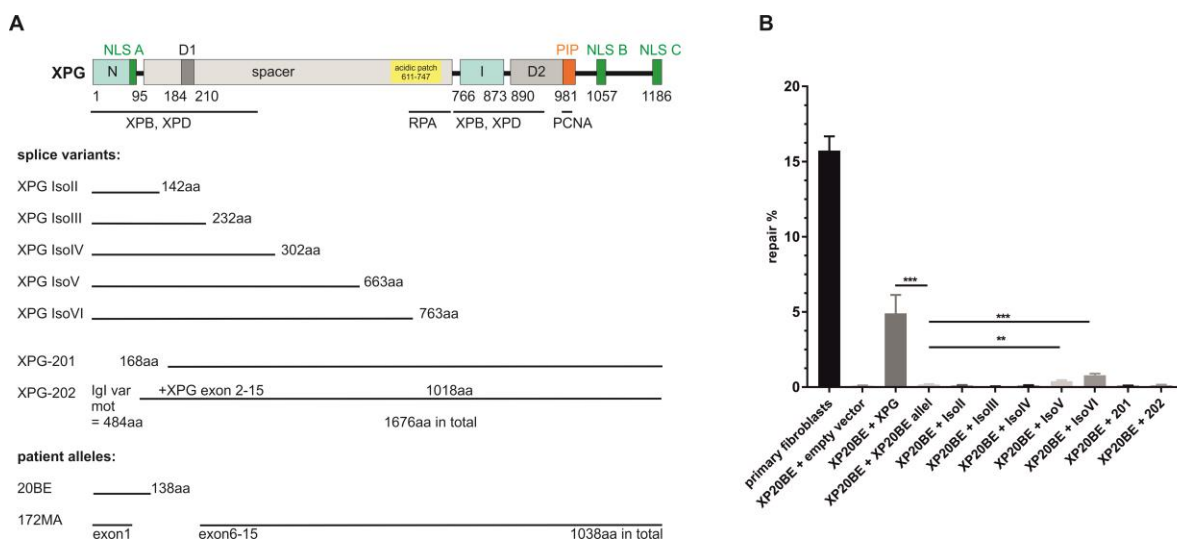 A
NLS A D1 PIP NLS B NLS C
XPG N spacer acidic patch I D2
611-747
1 95 184 210 766 873 890 981 1057 1186
XPB, XPD RPA XPB, XPD PCNA
splice variants:
XPG IsoII 142aa
XPG IsoIII 232aa
XPG IsoIV 302aa
XPG IsoV 663aa
XPG IsoVI 763aa
XPG-201 168aa
XPG-202 IgI var +XPG exon 2-15 1018aa
mot
= 484aa 1676aa in total
patient alleles:
20BE 138aa
172MA
exon1 exon6-15 1038aa in total
B
repair %
20
15
10
5
0
***
***
**
primary fibroblasts
XP20BE + empty vector
XP20BE + XPG
XP20BE + XP20BE allel
XP20BE + IsoII
XP20BE + IsoIII
XP20BE + IsoIV
XP20BE + IsoV
XP20BE + IsoVI
XP20BE + 201
XP20BE + 202